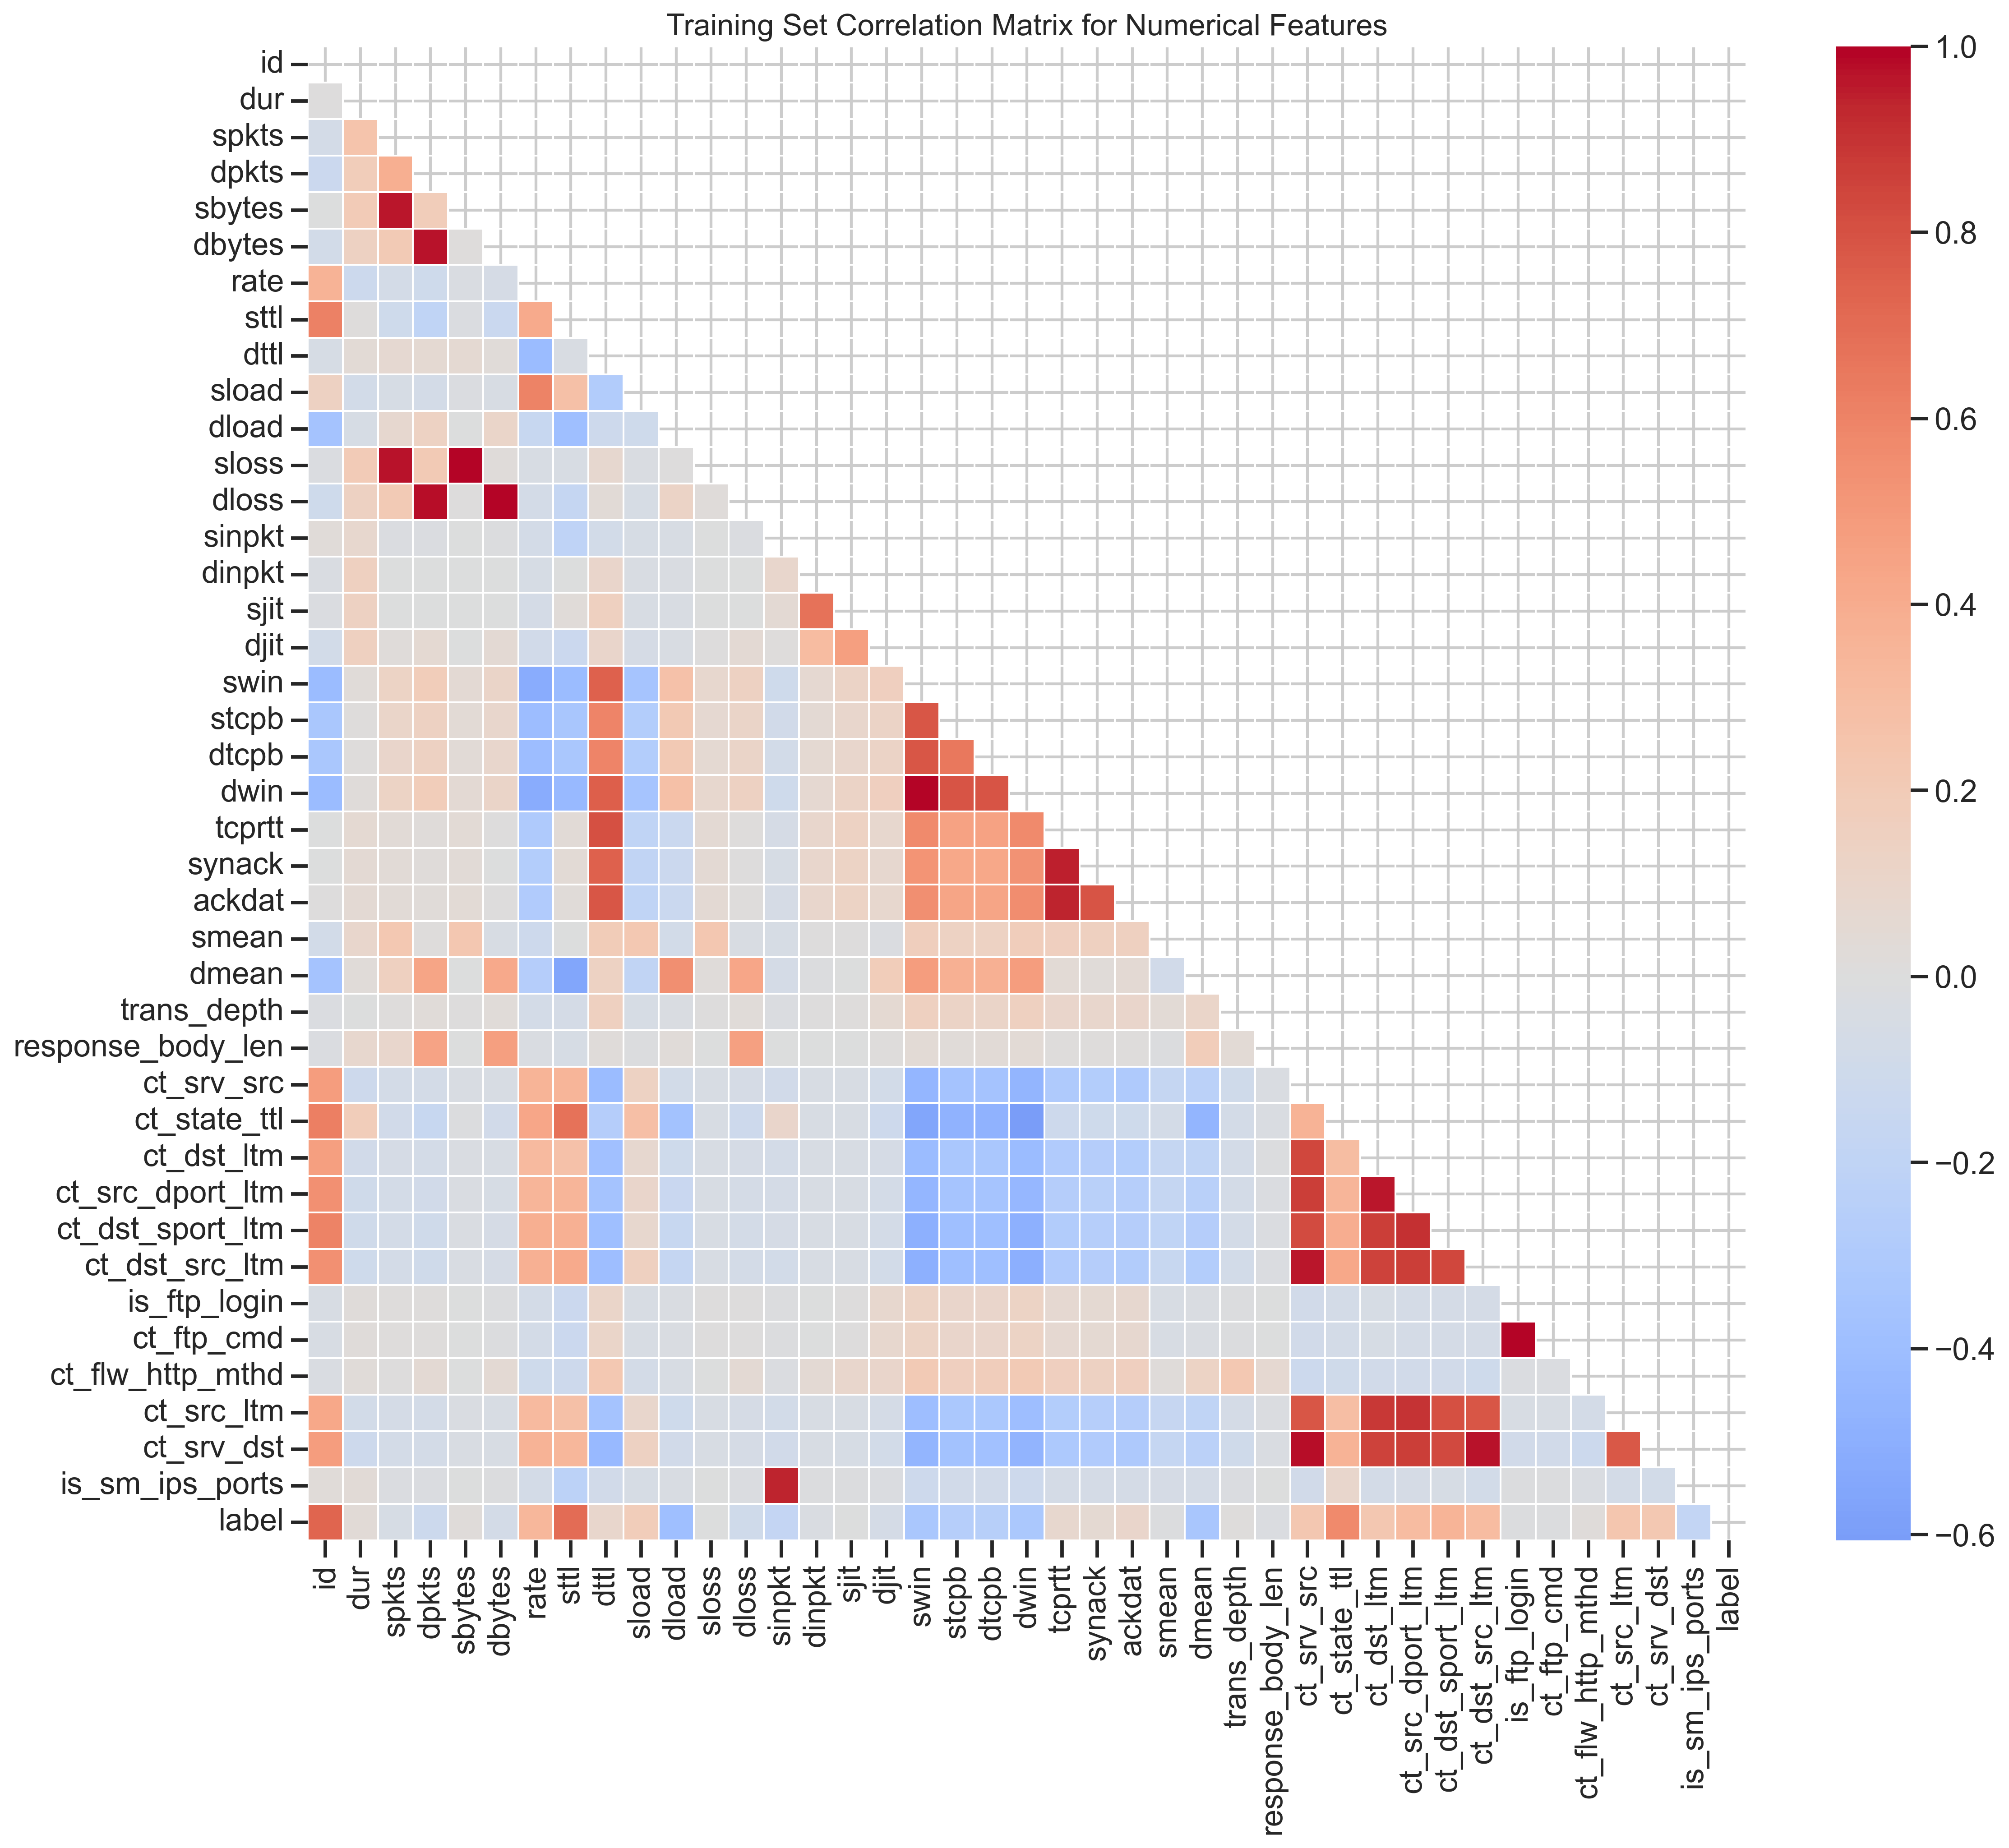 Training Set Correlation Matrix for Numerical Features
id
dur
spkts
dpkts
sbytes
dbytes
rate
sttl
dttl
sload
dload
sloss
dloss
sinpkt
dinpkt
sjit
djit
swin
stcpb
dtcpb
dwin
tcprtt
synack
ackdat
smean
dmean
trans_depth
response_body_len
ct_srv_src
ct_state_ttl
ct_dst_ltm
ct_src_dport_ltm
ct_dst_sport_ltm
ct_dst_src_ltm
is_ftp_login
ct_ftp_cmd
ct_flw_http_mthd
ct_src_ltm
ct_srv_dst
is_sm_ips_ports
label
id
dur
spkts
dpkts
sbytes
dbytes
rate
sttl
dttl
sload
dload
sloss
dloss
sinpkt
dinpkt
sjit
djit
swin
stcpb
dtcpb
dwin
tcprtt
synack
ackdat
smean
dmean
trans_depth
response_body_len
ct_srv_src
ct_state_ttl
ct_dst_ltm
ct_src_dport_ltm
ct_dst_sport_ltm
ct_dst_src_ltm
is_ftp_login
ct_ftp_cmd
ct_flw_http_mthd
ct_src_ltm
ct_srv_dst
is_sm_ips_ports
label
1.0
0.8
0.6
0.4
0.2
0.0
−0.2
−0.4
−0.6